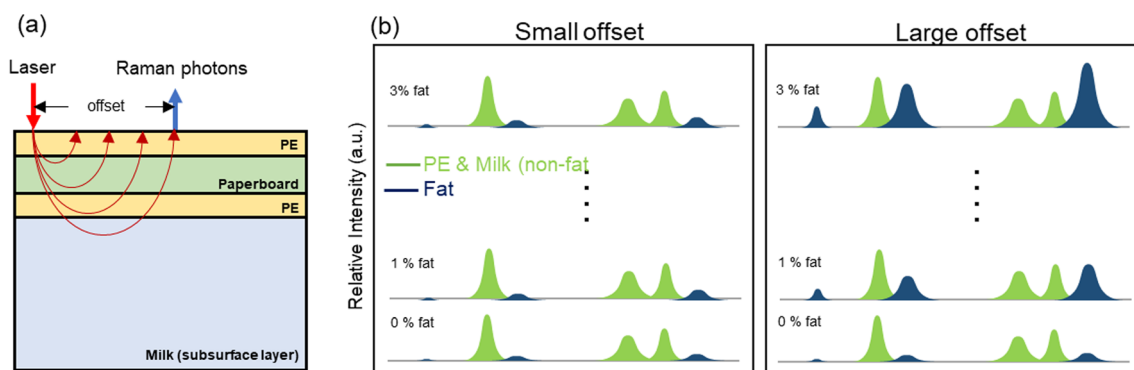 (a)
Laser
Raman photons
offset
PE
Paperboard
PE
Milk (subsurface layer)
(b)
Small offset
Large offset
Relative Intensity (a.u.)
3% fat
PE & Milk (non-fat
Fat
1 % fat
0 % fat
3 % fat
1 % fat
0 % fat